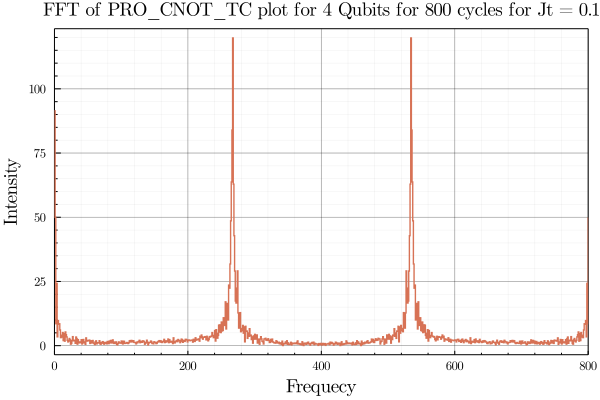 FFT of PRO_CNOT_TC plot for 4 Qubits for 800 cycles for Jt = 0.1
Intensity
100
75
50
25
0
0 200 400 600 800
Frequecy